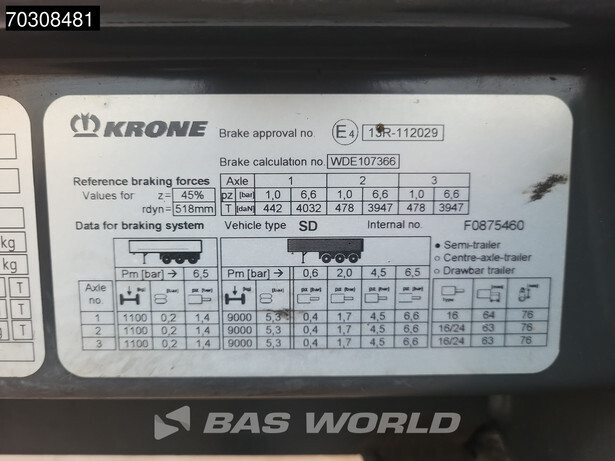 70308481
KRONE Brake approval no. E4 13R-112029
Brake calculation no. WDE107366
Reference braking forces Axle 1 2 3
Values for z= 45% pz [bar] 1,0 6,6 1,0 6,6 1,0 6,6
rdyn= 518mm T [daN] 442 4032 478 3947 478 3947
Data for braking system Vehicle type SD Internal no. F0875460
Semi-trailer
Centre-axle-trailer
Drawbar trailer
Pm [bar] → 6,5 Pm [bar] → 0,6 2,0 4,5 6,5
Axle no.
1 1100 0,2 1,4 9000 5,3 0,4 1,7 4,5 6,6 16 64 76
2 1100 0,2 1,4 9000 5,3 0,4 1,7 4,5 6,6 16/24 63 76
3 1100 0,2 1,4 9000 5,3 0,4 1,7 4,5 6,6 16/24 63 76
kg
kg
T T
T T
kg T T
BAS WORLD